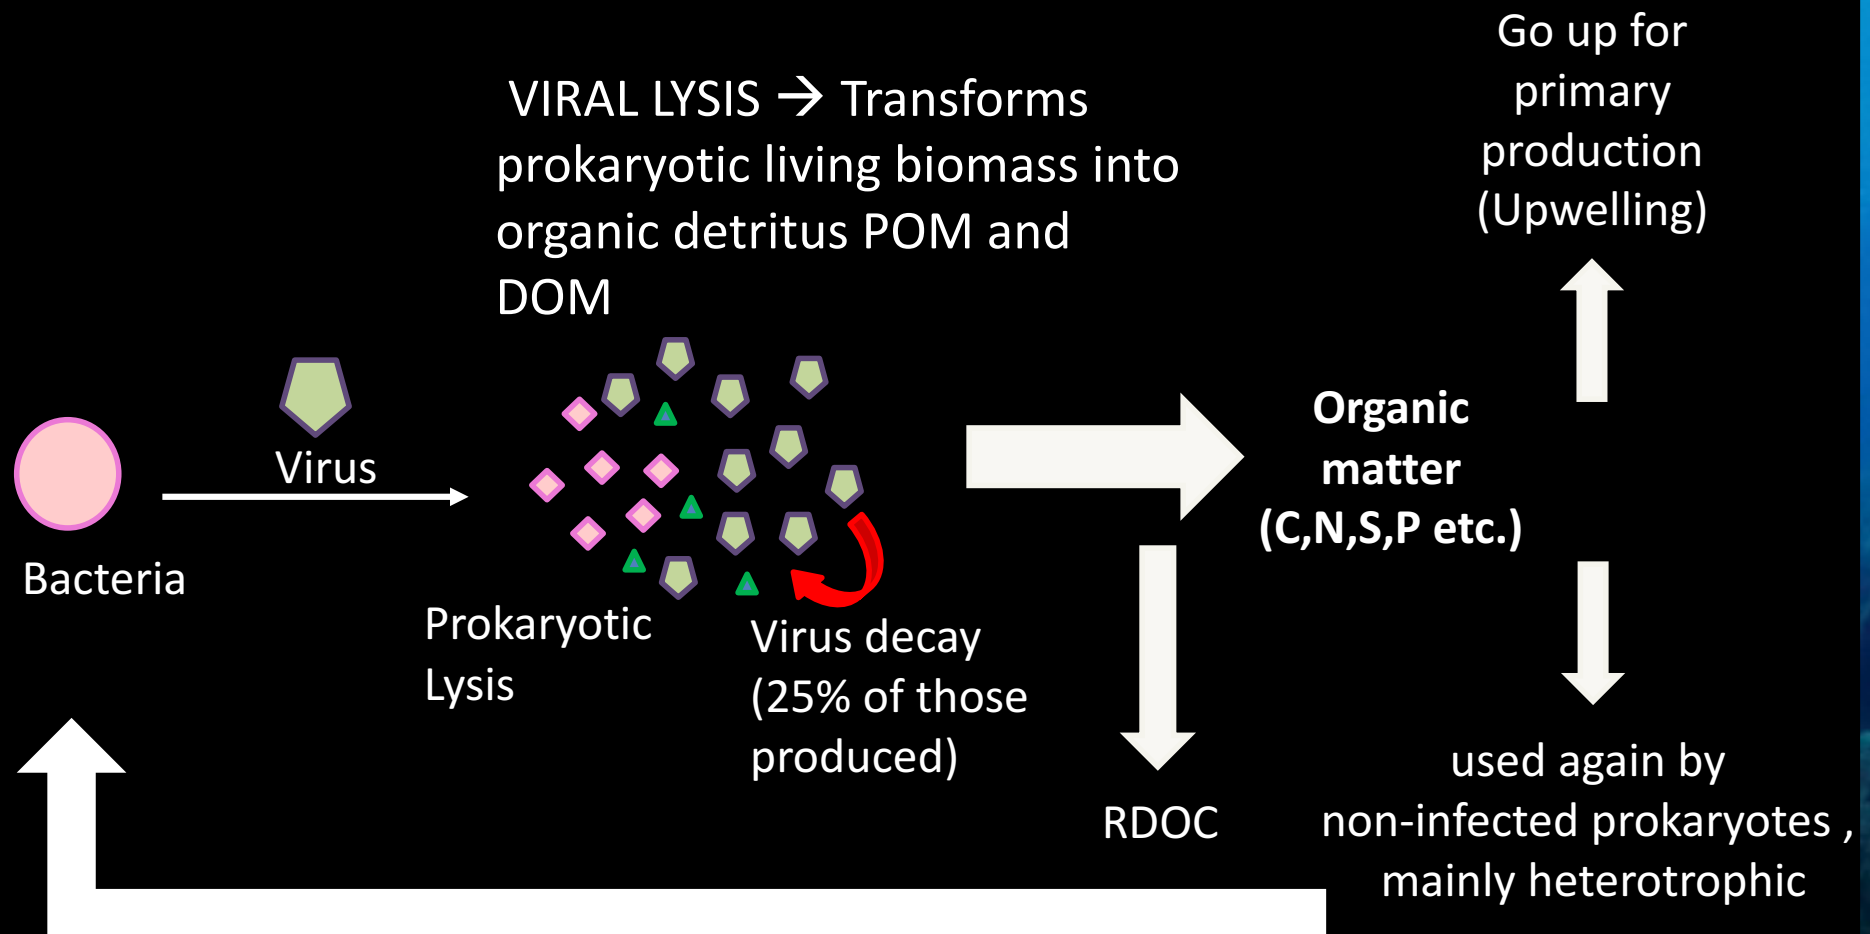 Go up for
primary
production
(Upwelling)
VIRAL LYSIS → Transforms
prokaryotic living biomass into
organic detritus POM and
DOM
Virus
Bacteria
Prokaryotic
Lysis
Virus decay
(25% of those
produced)
Organic
matter
(C,N,S,P etc.)
RDOC
used again by
non-infected prokaryotes ,
mainly heterotrophic